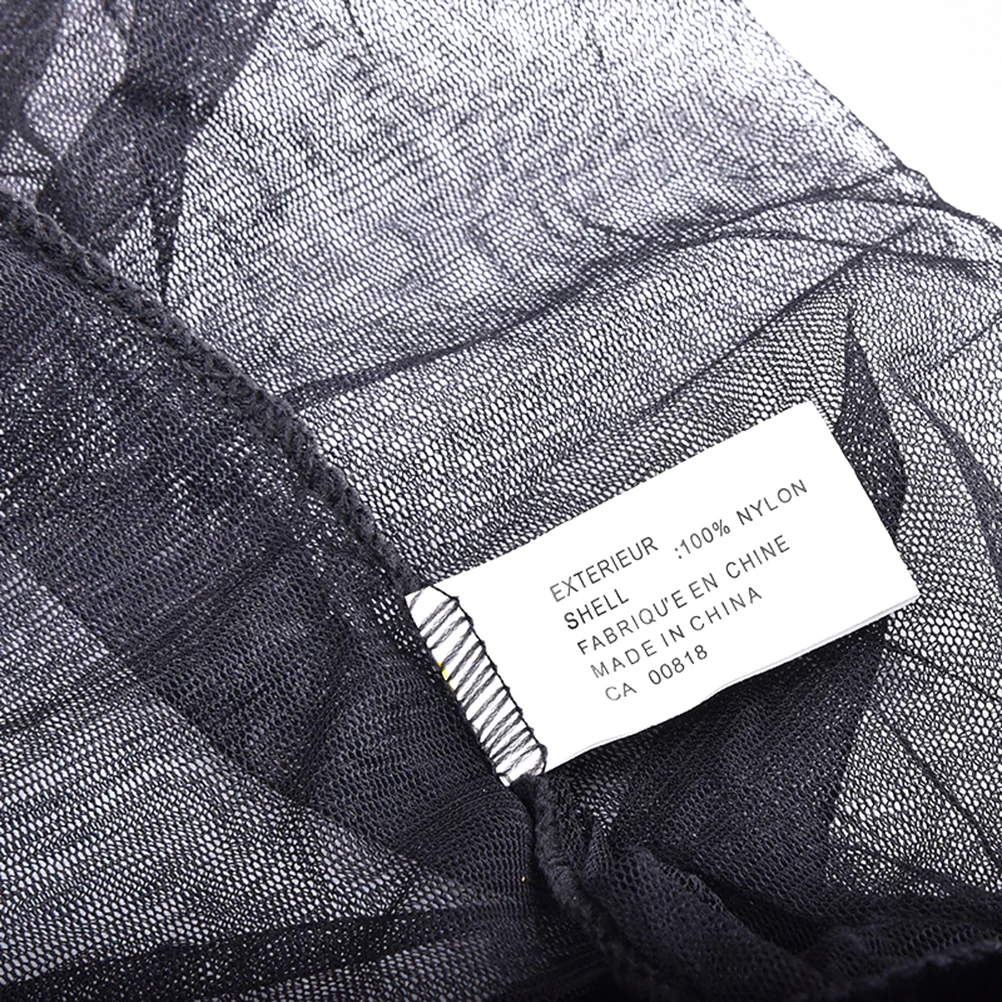 EXTERIEUR
SHELL :100% NYLON
FABRIQU'E EN CHINE
MADE IN CHINA
CA 00818